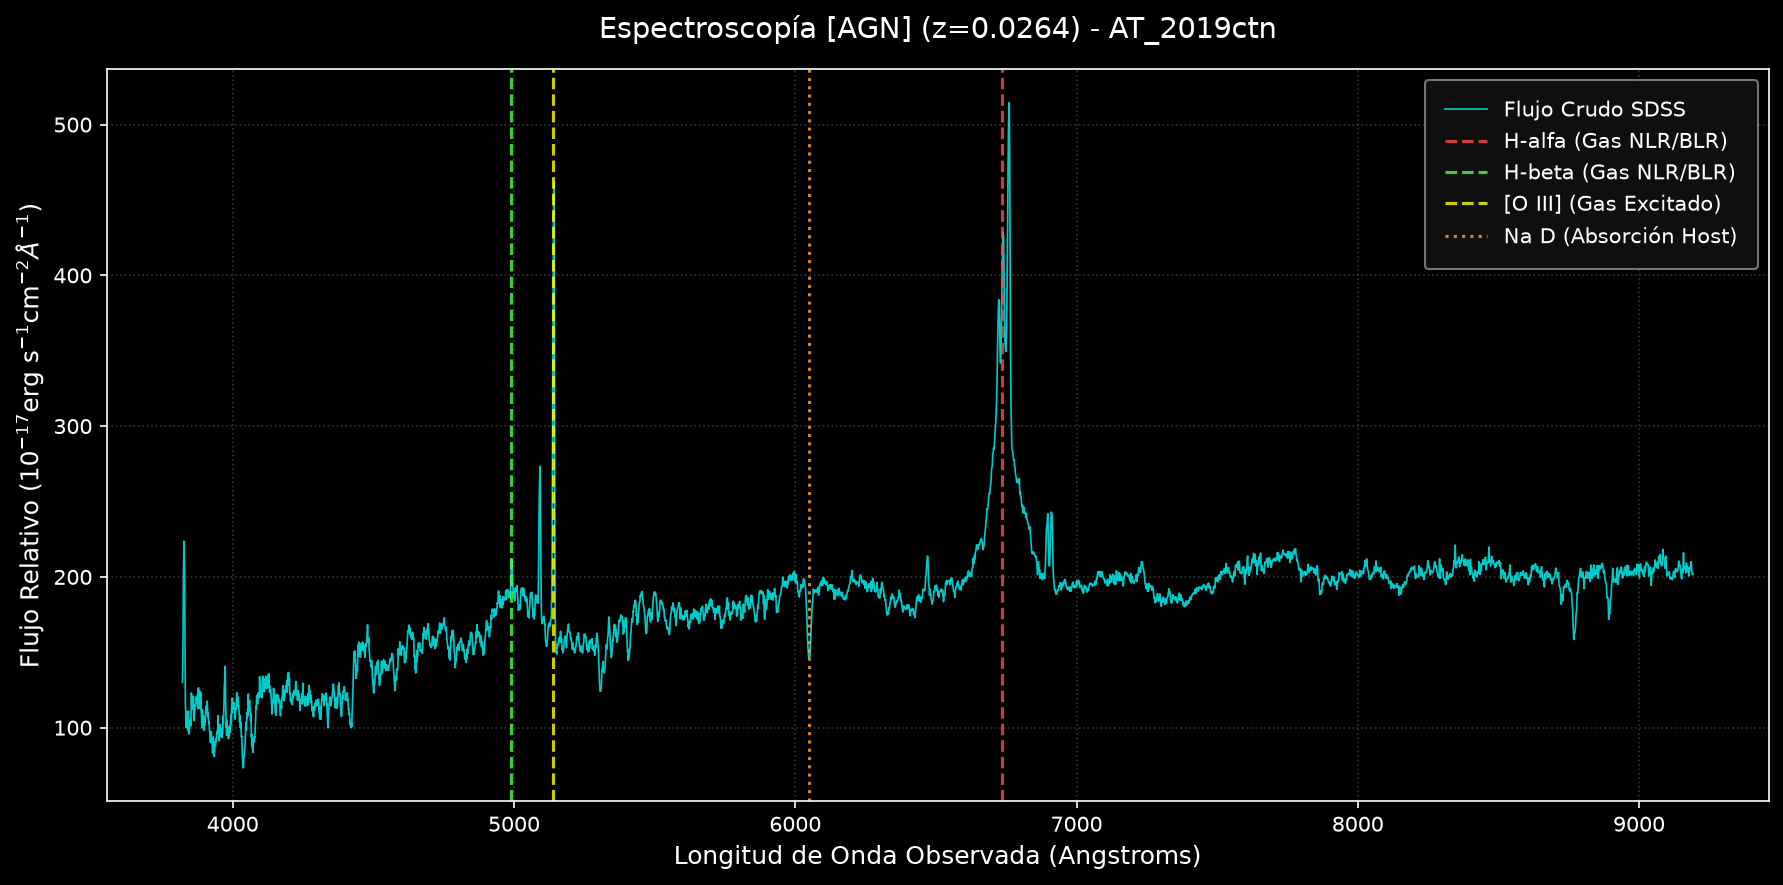 Espectroscopía [AGN] (z=0.0264) - AT_2019ctn
Flujo Relativo (10⁻¹⁷erg s⁻¹cm⁻²Å⁻¹)
500
400
300
200
100
Flujo Crudo SDSS
H-alfa (Gas NLR/BLR)
H-beta (Gas NLR/BLR)
[O III] (Gas Excitado)
Na D (Absorción Host)
4000 5000 6000 7000 8000 9000
Longitud de Onda Observada (Angstroms)